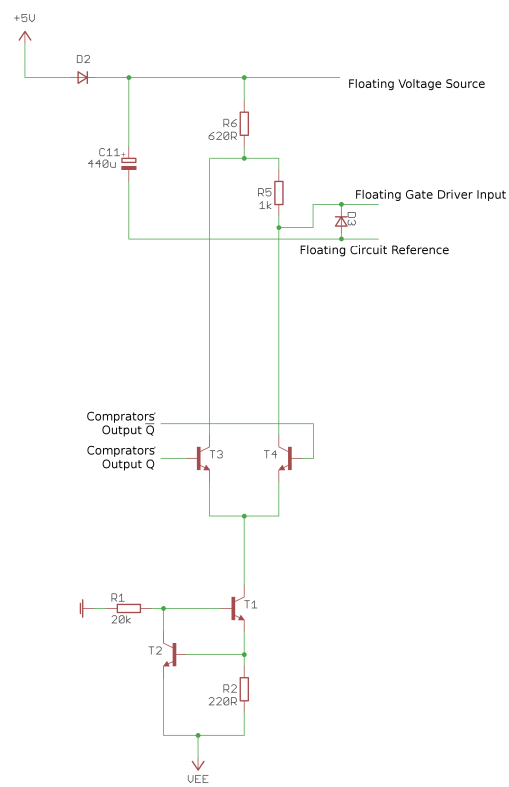 +5V
D2
Floating Voltage Source
R6
620R
C11
+
440u
R5
1k
Floating Gate Driver Input
D3
Floating Circuit Reference
Comprators'
Output Q̅
T3
T4
Comprators'
Output Q
R1
20k
T1
T2
R2
220R
VEE